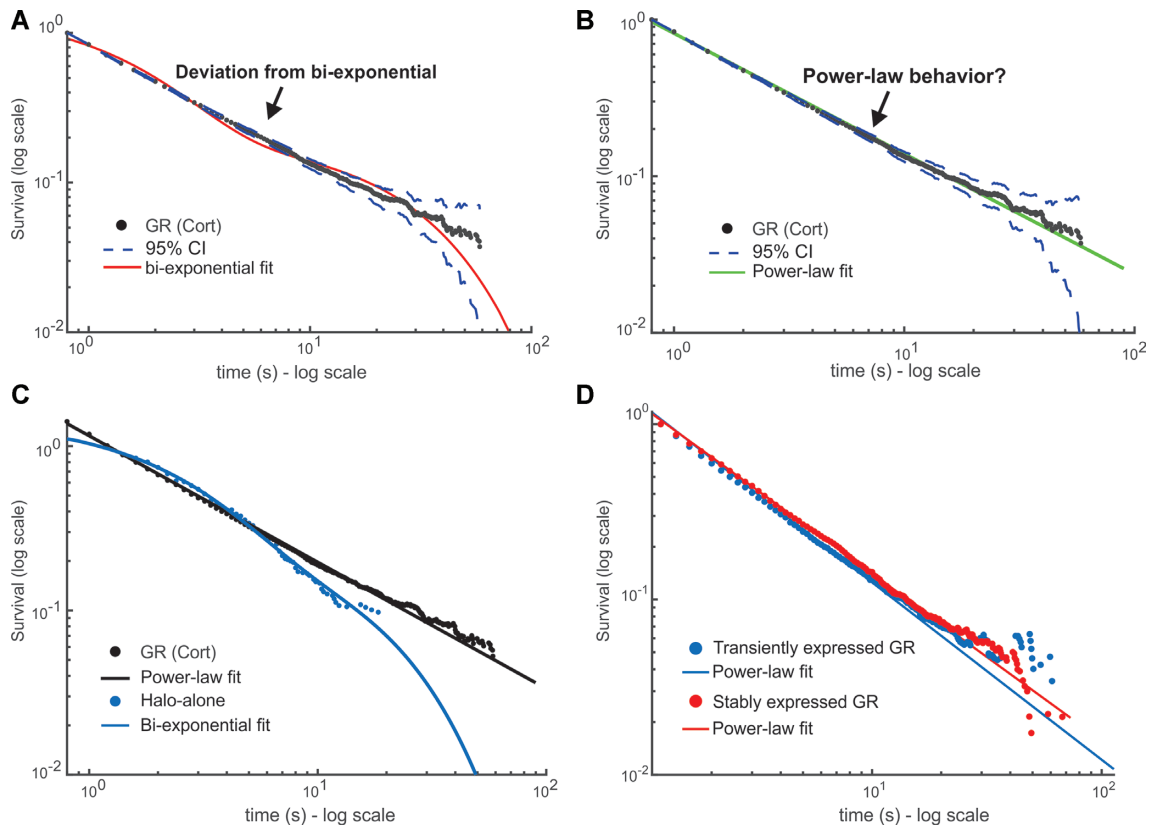 A
10^0
Deviation from bi-exponential
10^-1
Survival (log scale)
GR (Cort)
95% CI
bi-exponential fit
10^-2
10^0
10^1
10^2
time (s) - log scale
B
10^0
Power-law behavior?
10^-1
Survival (log scale)
GR (Cort)
95% CI
Power-law fit
10^-2
10^0
10^1
10^2
time (s) - log scale
C
10^0
10^-1
Survival (log scale)
GR (Cort)
Power-law fit
Halo-alone
Bi-exponential fit
10^-2
10^0
10^1
10^2
time (s) - log scale
D
10^0
10^-1
Survival (log scale)
Transiently expressed GR
Power-law fit
Stably expressed GR
Power-law fit
10^-2
10^1
10^2
time (s) - log scale